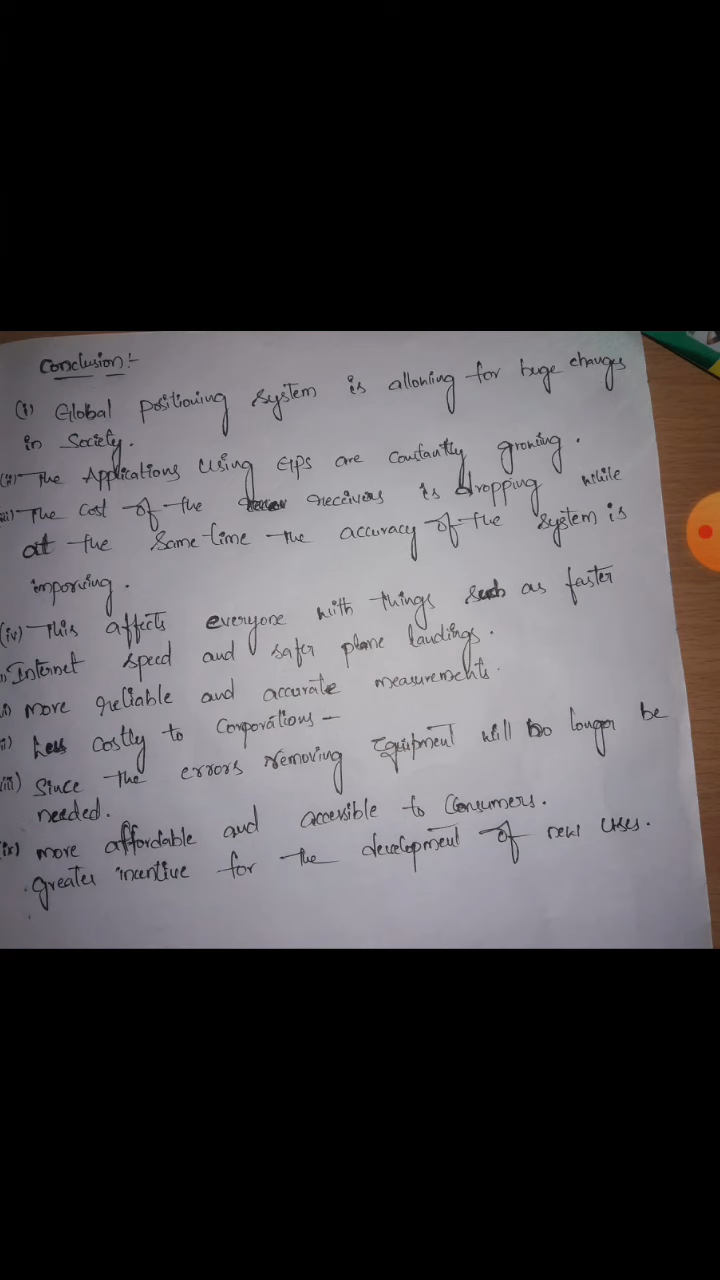 Conclusion:-
(i) Global positioning system is allowing for huge changes
in Society.
(ii) The Applications using GPS are constantly growing.
iii) The cost of the receivers is dropping while
at the same time the accuracy of the system is
imporving.
(iv) This affects everyone with things such as faster
Internet speed and safer plane landings.
more reliable and accurate measurements.
Less costly to corporations -
iii) Since the errors removing Equipment will no longer be
needed.
(ix) more affordable and accessible to Consumers.
greater incentive for the development of new uses.